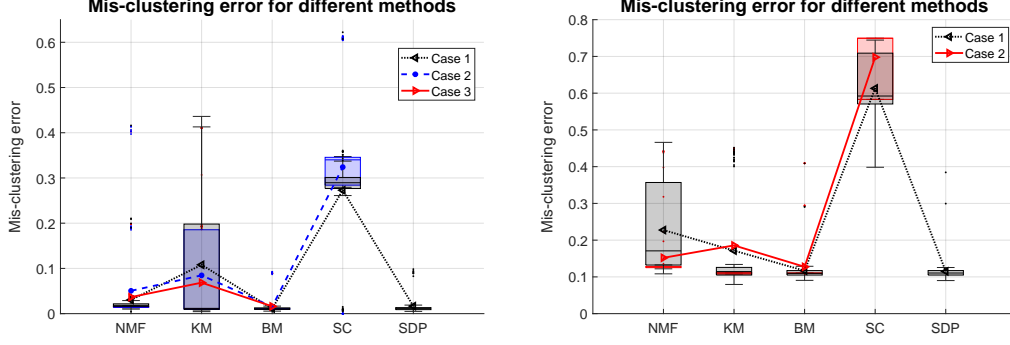 Mis-clustering error for different methods
0.6
0.5
0.4
0.3
0.2
0.1
0
Mis-clustering error
Case 1
Case 2
Case 3
NMF KM BM SC SDP
Mis-clustering error for different methods
0.8
0.7
0.6
0.5
0.4
0.3
0.2
0.1
0
Mis-clustering error
Case 1
Case 2
NMF KM BM SC SDP